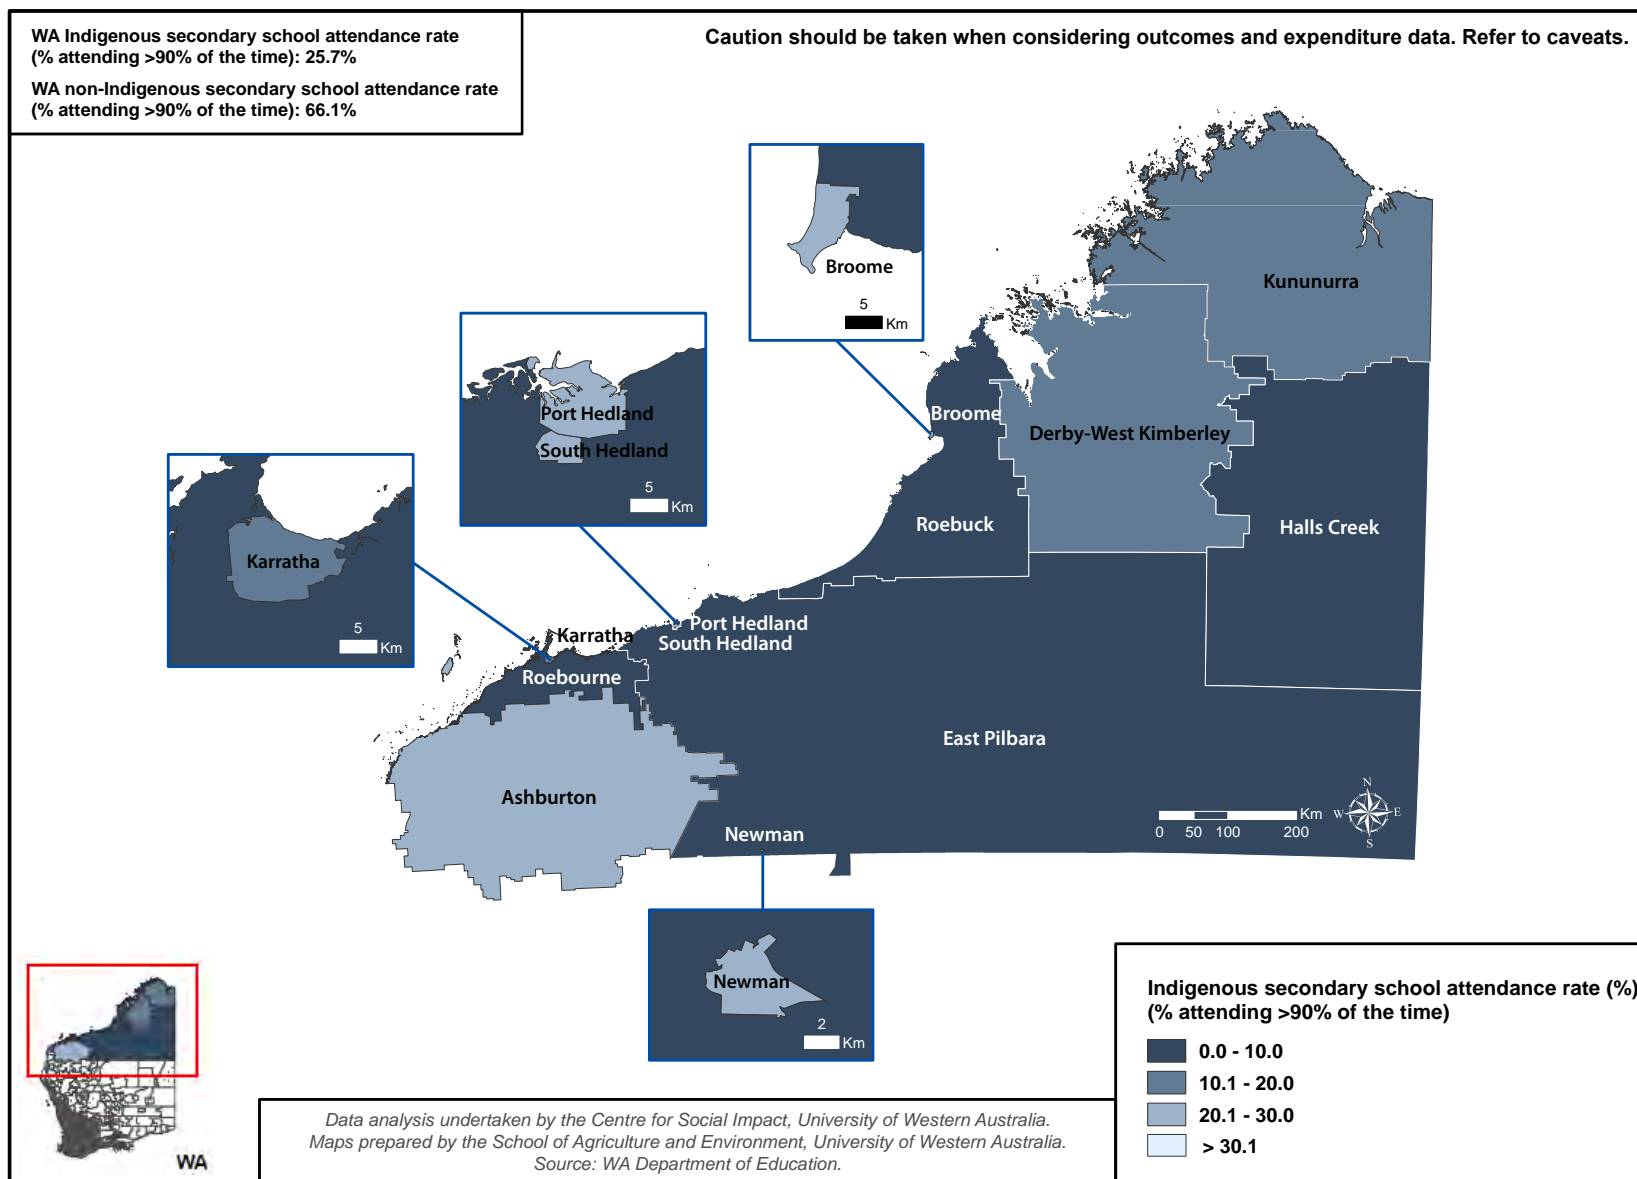 WA Indigenous secondary school attendance rate
(% attending >90% of the time): 25.7%
WA non-Indigenous secondary school attendance rate
(% attending >90% of the time): 66.1%
Caution should be taken when considering outcomes and expenditure data. Refer to caveats.
Broome
5
Km
Kununurra
Port Hedland
South Hedland
5
Km
Broome
Derby-West Kimberley
Karratha
5
Km
Roebuck
Halls Creek
Port Hedland
South Hedland
Karratha
Roebourne
East Pilbara
Ashburton
Newman
Km
0 50 100 200
N
W E
S
Newman
2
Km
WA
Indigenous secondary school attendance rate (%)
(% attending >90% of the time)
0.0 - 10.0
10.1 - 20.0
20.1 - 30.0
> 30.1
Data analysis undertaken by the Centre for Social Impact, University of Western Australia.
Maps prepared by the School of Agriculture and Environment, University of Western Australia.
Source: WA Department of Education.